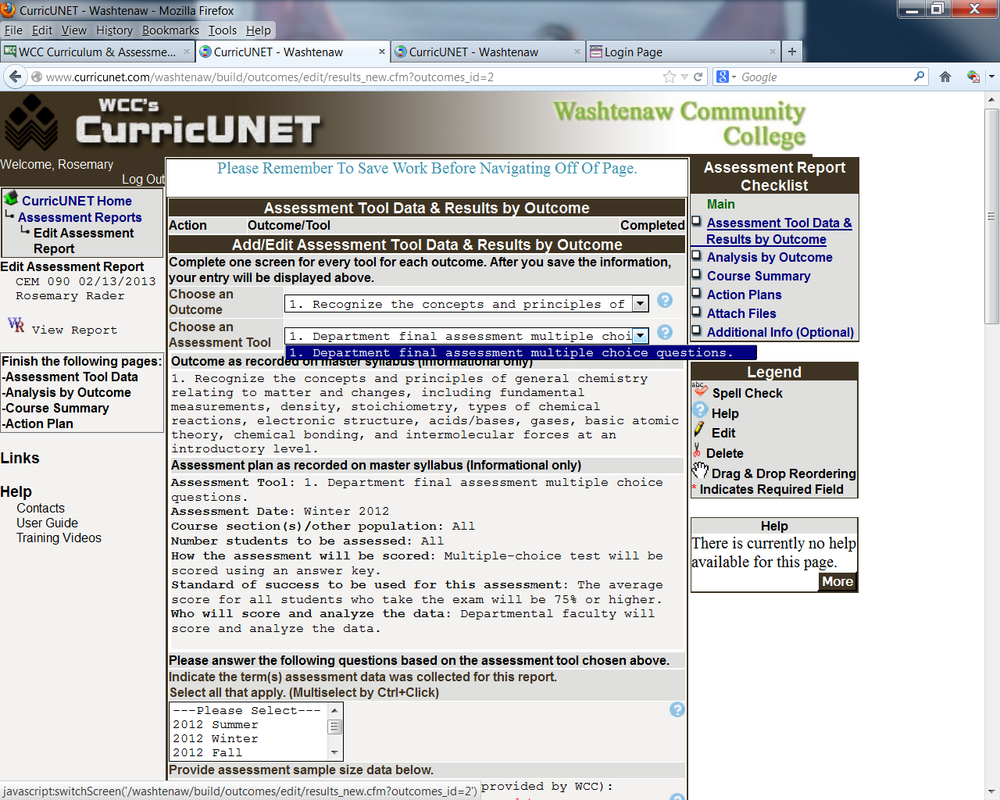 CurricUNET - Washtenaw - Mozilla Firefox
File Edit View History Bookmarks Tools Help
WCC Curriculum & Assessme... CurricUNET - Washtenaw CurricUNET - Washtenaw Login Page
www.curricunet.com/washtenaw/build/outcomes/edit/results_new.cfm?outcomes_id=2 Google
WCC's
CurricUNET
Washtenaw Community
College
Welcome, Rosemary
Log Out
CurricUNET Home
Assessment Reports
Edit Assessment
Report
Edit Assessment Report
CEM 090 02/13/2013
Rosemary Rader
View Report
Finish the following pages:
-Assessment Tool Data
-Analysis by Outcome
-Course Summary
-Action Plan
Links
Help
Contacts
User Guide
Training Videos
Please Remember To Save Work Before Navigating Off Of Page.
Assessment Tool Data & Results by Outcome
Action Outcome/Tool Completed
Add/Edit Assessment Tool Data & Results by Outcome
Complete one screen for every tool for each outcome. After you save the information,
your entry will be displayed above.
Choose an
Outcome
1. Recognize the concepts and principles of
Choose an
Assessment Tool
1. Department final assessment multiple choi
1. Department final assessment multiple choice questions.
Outcome as recorded on master syllabus (Informational only)
1. Recognize the concepts and principles of general chemistry
relating to matter and changes, including fundamental
measurements, density, stoichiometry, types of chemical
reactions, electronic structure, acids/bases, gases, basic atomic
theory, chemical bonding, and intermolecular forces at an
introductory level.
Assessment plan as recorded on master syllabus (Informational only)
Assessment Tool: 1. Department final assessment multiple choice
questions.
Assessment Date: Winter 2012
Course section(s)/other population: All
Number students to be assessed: All
How the assessment will be scored: Multiple-choice test will be
scored using an answer key.
Standard of success to be used for this assessment: The average
score for all students who take the exam will be 75% or higher.
Who will score and analyze the data: Departmental faculty will
score and analyze the data.
Please answer the following questions based on the assessment tool chosen above.
Indicate the term(s) assessment data was collected for this report.
Select all that apply. (Multiselect by Ctrl+Click)
---Please Select---
2012 Summer
2012 Winter
2012 Fall
Provide assessment sample size data below.
provided by WCC):
javascript:switchScreen('/washtenaw/build/outcomes/edit/results_new.cfm?outcomes_id=2')
Assessment Report
Checklist
Main
Assessment Tool Data &
Results by Outcome
Analysis by Outcome
Course Summary
Action Plans
Attach Files
Additional Info (Optional)
Legend
abc Spell Check
Help
Edit
Delete
Drag & Drop Reordering
* Indicates Required Field
Help
There is currently no help
available for this page.
More